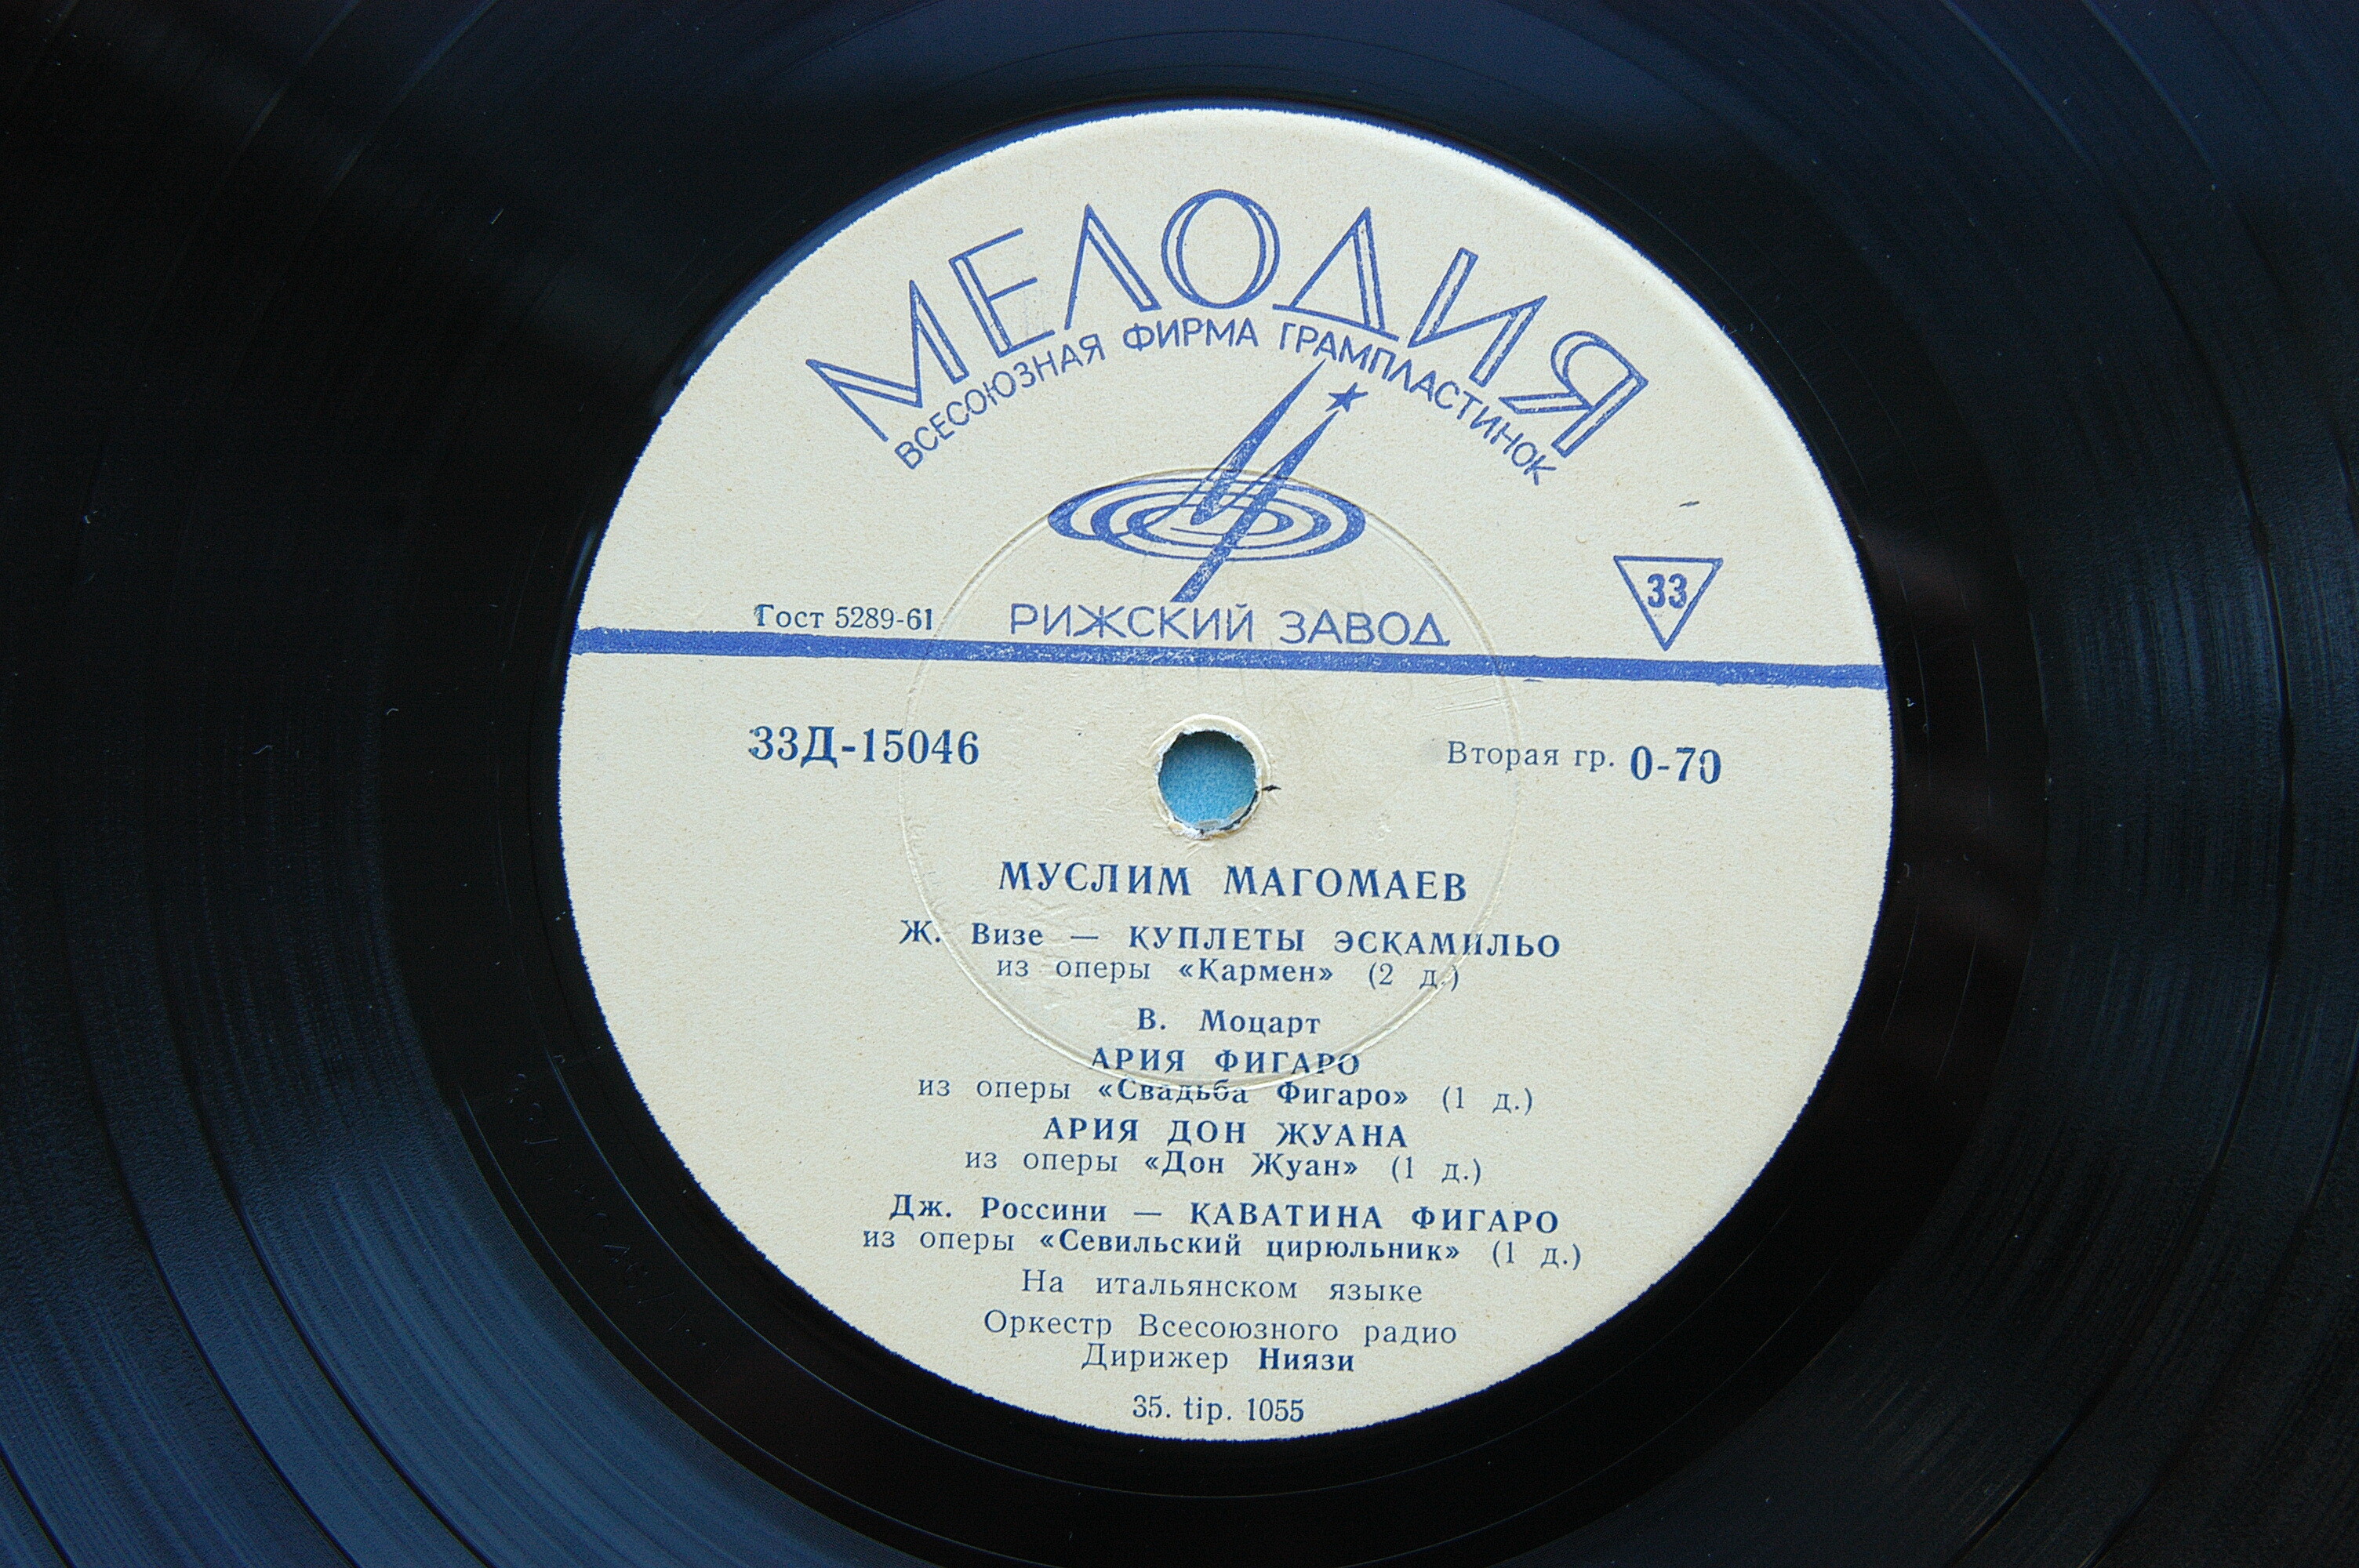 МЕЛОДИЯ
ВСЕСОЮЗНАЯ ФИРМА ГРАМПЛАСТИНОК
33
Гост 5289-61
РИЖСКИЙ ЗАВОД
33Д-15046
Вторая гр. 0-70
МУСЛИМ МАГОМАЕВ
Ж. Визе — КУПЛЕТЫ ЭСКАМИЛЬО
из оперы «Кармен» (2 д.)
В. Моцарт
АРИЯ ФИГАРО
из оперы «Свадьба Фигаро» (1 д.)
АРИЯ ДОН ЖУАНА
из оперы «Дон Жуан» (1 д.)
Дж. Россини — КАВАТИНА ФИГАРО
из оперы «Севильский цирюльник» (1 д.)
На итальянском языке
Оркестр Всесоюзного радио
Дирижер Ниязи
35. tip. 1055